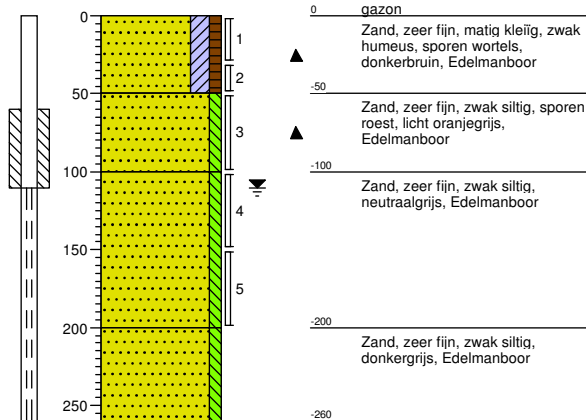 0
50
100
150
200
250
1
2
3
4
5
0
gazon
Zand, zeer fijn, matig kleiïg, zwak
humeus, sporen wortels,
donkerbruin, Edelmanboor
-50
Zand, zeer fijn, zwak siltig, sporen
roest, licht oranjegrijs,
Edelmanboor
-100
Zand, zeer fijn, zwak siltig,
neutraalgrijs, Edelmanboor
-200
Zand, zeer fijn, zwak siltig,
donkergrijs, Edelmanboor
-260